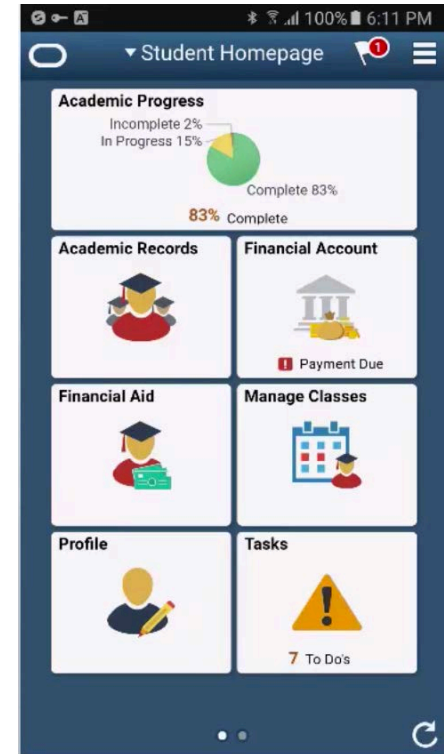 100% 6:11 PM
Student Homepage
1
Academic Progress
Incomplete 2%
In Progress 15%
Complete 83%
83% Complete
Academic Records
Financial Account
! Payment Due
Financial Aid
Manage Classes
Profile
Tasks
!
7 To Do's